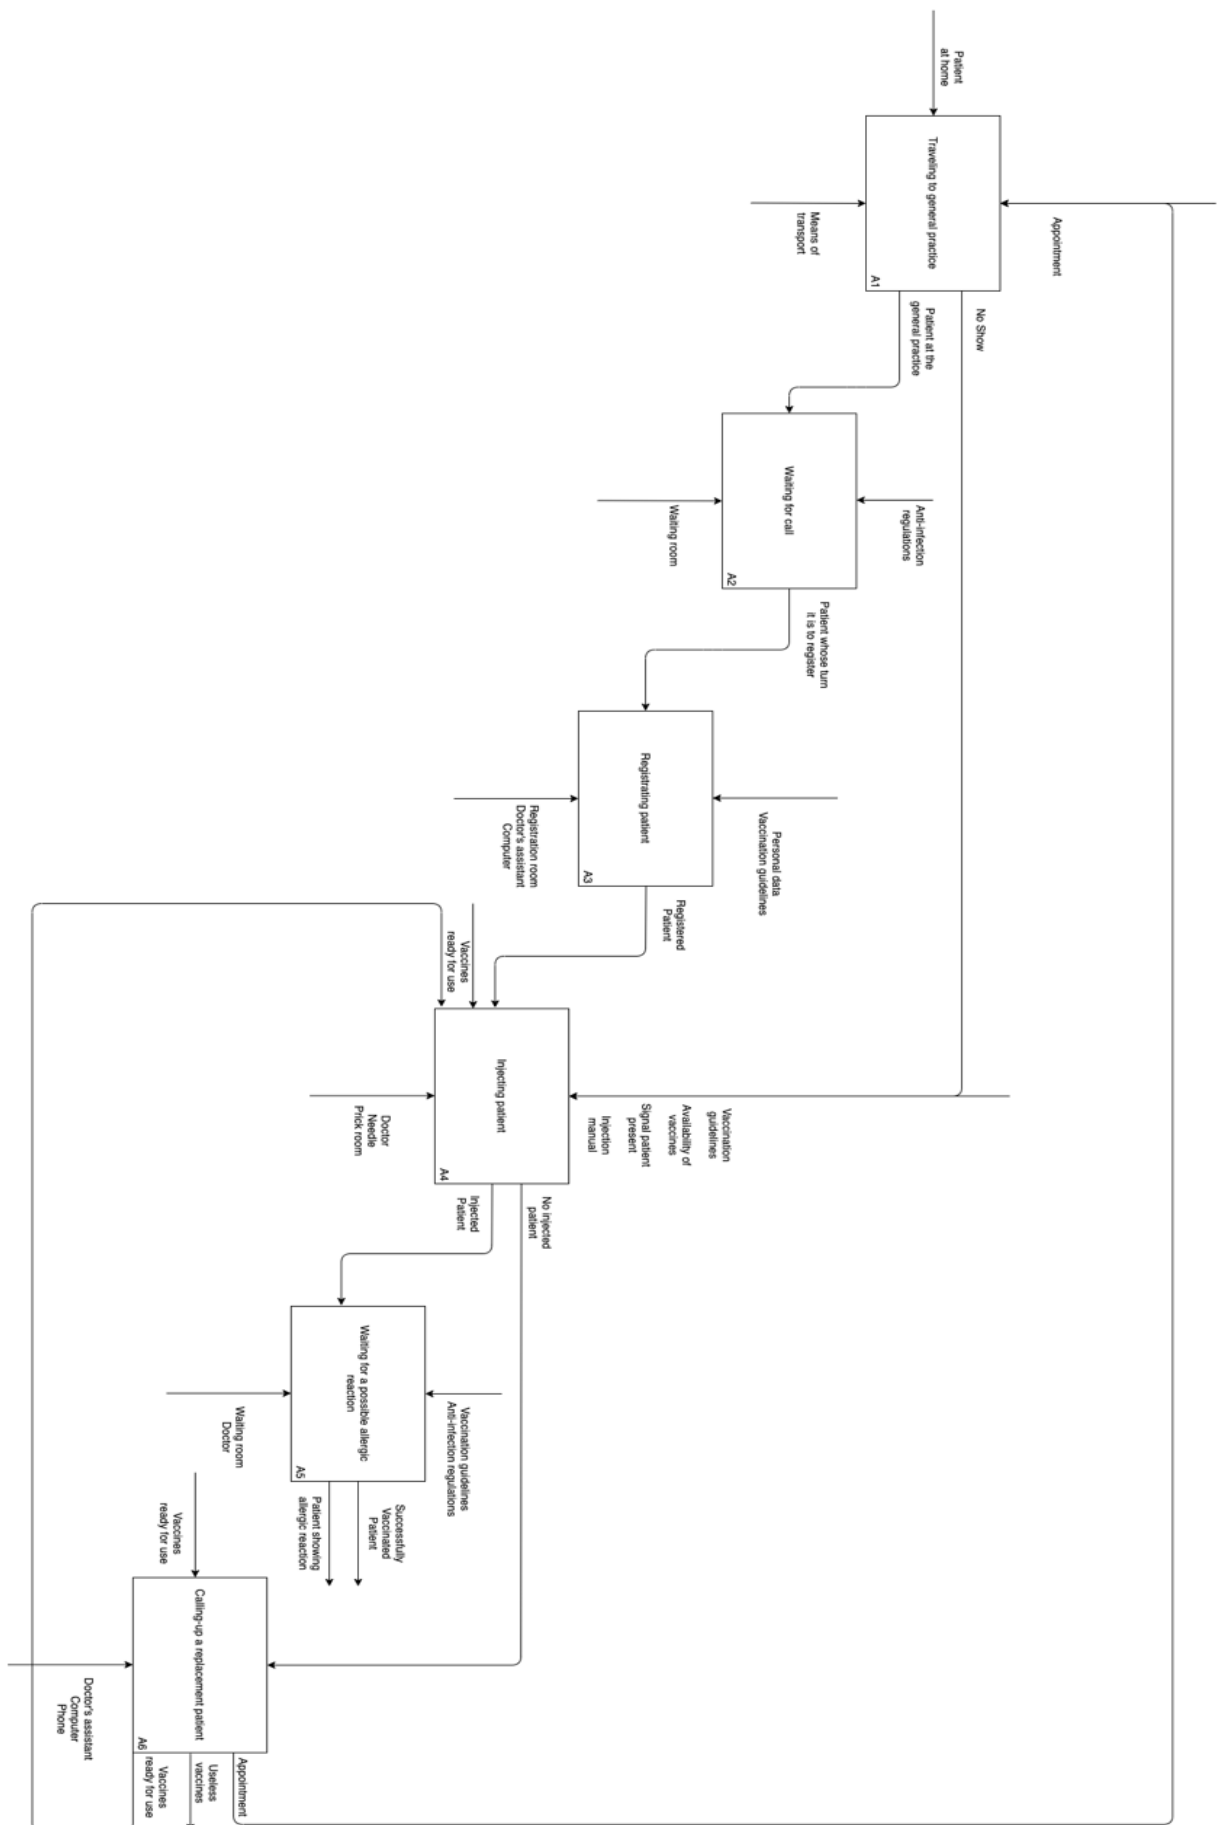 Patient
at home
Traveling to general practice
A1
Appointment
Means of
transport
No Show
Patient at the
general practice
Waiting for call
A2
Anti-infection
regulations
Waiting room
Patient whose turn
it is to register
Registrating patient
A3
Personal data
Vaccination guidelines
Registration room
Doctor's assistant
Computer
Registered
Patient
Vaccines
ready for use
Injecting patient
A4
Vaccination
guidelines
Availability of
vaccines
Signal patient
present
Injection
manual
Doctor
Needle
Prick room
No injected
patient
Injected
Patient
Waiting for a possible allergic
reaction
A5
Vaccination guidelines
Anti-infection regulations
Waiting room
Doctor
Successfully
Vaccinated
Patient
Patient showing
allergic reaction
Vaccines
ready for use
Calling-up a replacement patient
A6
Doctor's assistant
Computer
Phone
Appointment
Useless
vaccines
Vaccines
ready for use